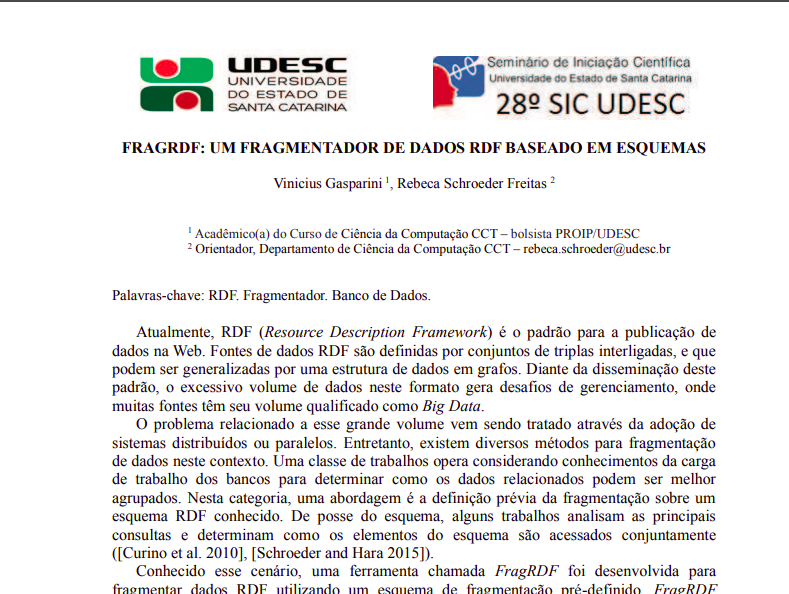 UDESC
UNIVERSIDADE
DO ESTADO DE
SANTA CATARINA
Seminário de Iniciação Científica
Universidade do Estado de Santa Catarina
28º SIC UDESC
FRAGRDF: UM FRAGMENTADOR DE DADOS RDF BASEADO EM ESQUEMAS
Vinicius Gasparini ¹, Rebeca Schroeder Freitas ²
¹ Acadêmico(a) do Curso de Ciência da Computação CCT – bolsista PROIP/UDESC
² Orientador, Departamento de Ciência da Computação CCT – rebeca.schroeder@udesc.br
Palavras-chave: RDF. Fragmentador. Banco de Dados.
Atualmente, RDF (Resource Description Framework) é o padrão para a publicação de
dados na Web. Fontes de dados RDF são definidas por conjuntos de triplas interligadas, e que
podem ser generalizadas por uma estrutura de dados em grafos. Diante da disseminação deste
padrão, o excessivo volume de dados neste formato gera desafios de gerenciamento, onde
muitas fontes têm seu volume qualificado como Big Data.
O problema relacionado a esse grande volume vem sendo tratado através da adoção de
sistemas distribuídos ou paralelos. Entretanto, existem diversos métodos para fragmentação
de dados neste contexto. Uma classe de trabalhos opera considerando conhecimentos da carga
de trabalho dos bancos para determinar como os dados relacionados podem ser melhor
agrupados. Nesta categoria, uma abordagem é a definição prévia da fragmentação sobre um
esquema RDF conhecido. De posse do esquema, alguns trabalhos analisam as principais
consultas e determinam como os elementos do esquema são acessados conjuntamente
([Curino et al. 2010], [Schroeder and Hara 2015]).
Conhecido esse cenário, uma ferramenta chamada FragRDF foi desenvolvida para
fragmentar dados RDF utilizando um esquema de fragmentação pré-definido. FragRDF